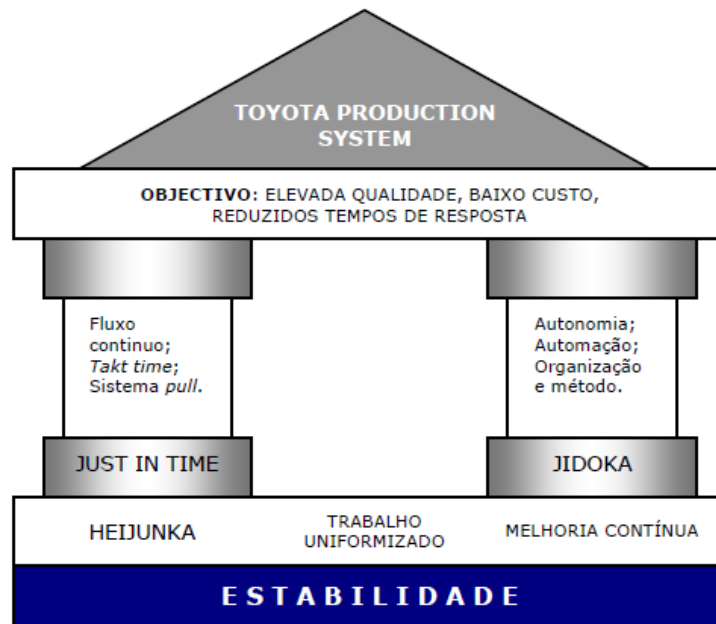 TOYOTA PRODUCTION
SYSTEM
OBJECTIVO: ELEVADA QUALIDADE, BAIXO CUSTO,
REDUZIDOS TEMPOS DE RESPOSTA
Fluxo
continuo;
Takt time;
Sistema pull.
Autonomia;
Automação;
Organização
e método.
JUST IN TIME
JIDOKA
HEIJUNKA
TRABALHO
UNIFORMIZADO
MELHORIA CONTÍNUA
ESTABILIDADE